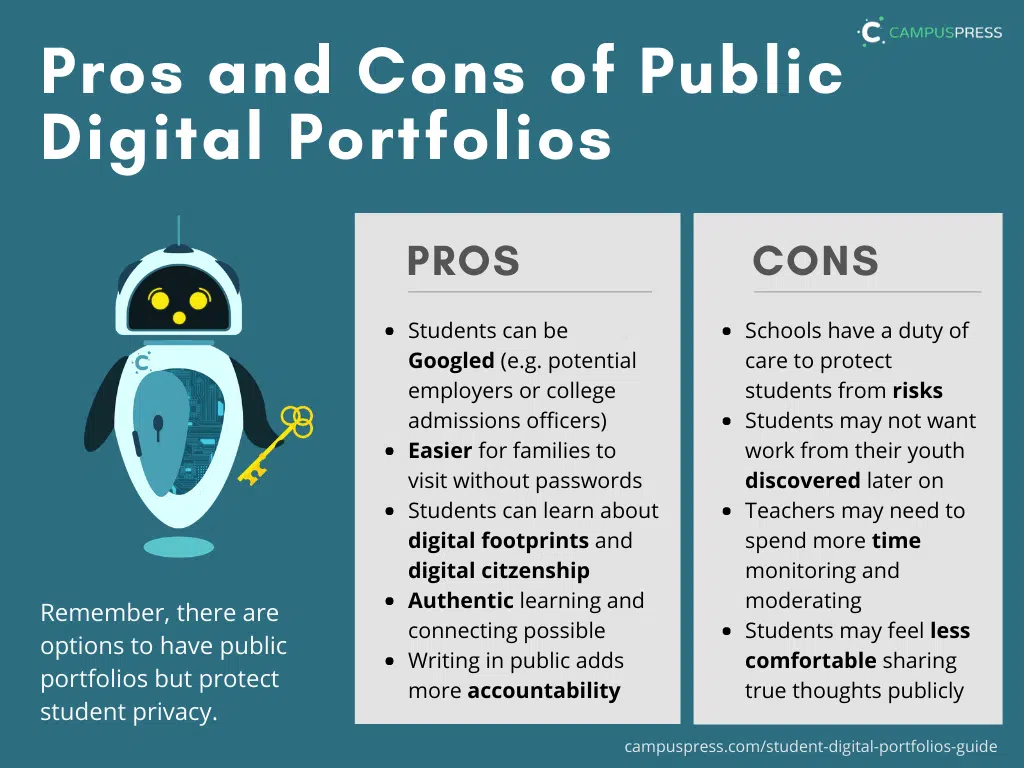 CAMPUSPRESS
Pros and Cons of Public
Digital Portfolios
PROS
• Students can be
Googled (e.g. potential
employers or college
admissions officers)
• Easier for families to
visit without passwords
• Students can learn about
digital footprints and
digital citzenship
• Authentic learning and
connecting possible
• Writing in public adds
more accountability
CONS
• Schools have a duty of
care to protect
students from risks
• Students may not want
work from their youth
discovered later on
• Teachers may need to
spend more time
monitoring and
moderating
• Students may feel less
comfortable sharing
true thoughts publicly
Remember, there are
options to have public
portfolios but protect
student privacy.
campuspress.com/student-digital-portfolios-guide